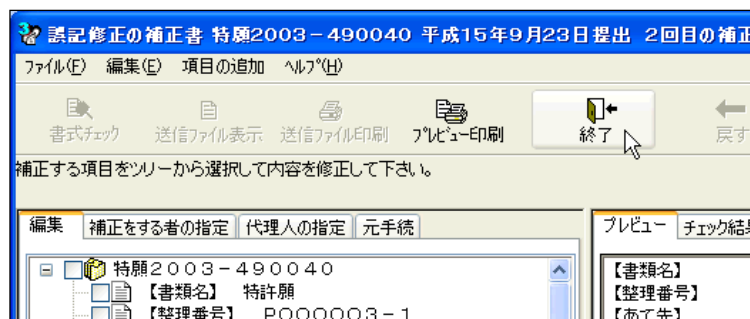 誤記修正の補正書 特願2003-490040 平成15年9月23日提出 2回目の補正
ファイル(F) 編集(E) 項目の追加 ヘルプ(H)
書式チェック 送信ファイル表示 送信ファイル印刷 プレビュー印刷 終了 戻す
補正する項目をツリーから選択して内容を修正して下さい。
編集 補正をする者の指定 代理人の指定 元手続 プレビュー チェック結果
特願2003-490040 【書類名】
【書類名】 特許願 【整理番号】
【整理番号】 P000003-1 【あて先】